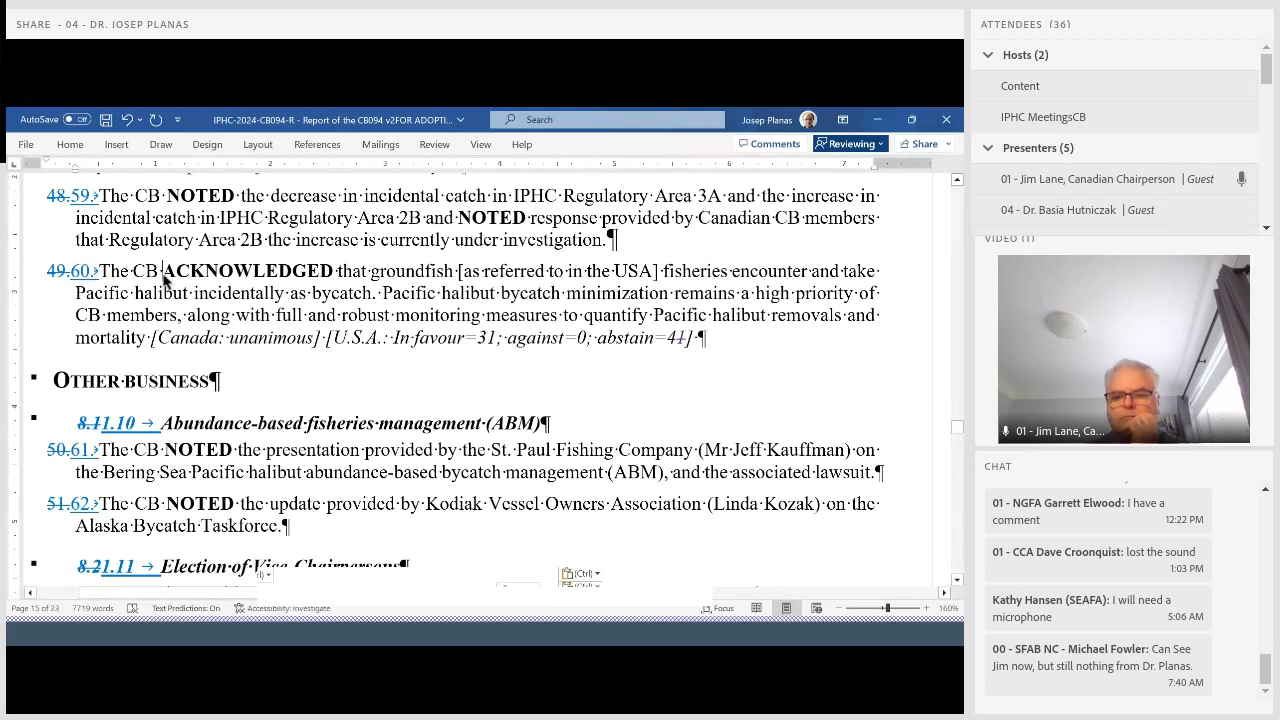 SHARE - 04 - DR. JOSEP PLANAS
AutoSave Off
IPHC-2024-CB094-R - Report of the CB094 v2FOR ADOPTI...
Search
Josep Planas
File Home Insert Draw Design Layout References Mailings Review View Help
Comments Reviewing Share
48.59. The CB NOTED the decrease in incidental catch in IPHC Regulatory Area 3A and the increase in
incidental catch in IPHC Regulatory Area 2B and NOTED response provided by Canadian CB members
that Regulatory Area 2B the increase is currently under investigation.¶
49.60. The CB ACKNOWLEDGED that groundfish [as referred to in the USA] fisheries encounter and take
Pacific halibut incidentally as bycatch. Pacific halibut bycatch minimization remains a high priority of
CB members, along with full and robust monitoring measures to quantify Pacific halibut removals and
mortality [Canada: unanimous] [U.S.A.: In favour=31; against=0; abstain=41] ¶
OTHER BUSINESS¶
8.11.10 → Abundance-based fisheries management (ABM)¶
50.61. The CB NOTED the presentation provided by the St. Paul Fishing Company (Mr Jeff Kauffman) on
the Bering Sea Pacific halibut abundance-based bycatch management (ABM), and the associated lawsuit.¶
51.62. The CB NOTED the update provided by Kodiak Vessel Owners Association (Linda Kozak) on the
Alaska Bycatch Taskforce.¶
8.21.11 → Election of Vice-Chairpersons¶
(Ctrl)
Page 15 of 23 7719 words Text Predictions: On Accessibility: Investigate Focus 160%
ATTENDEES (36)
Hosts (2)
Content
IPHC MeetingsCB
Presenters (5)
01 - Jim Lane, Canadian Chairperson | Guest
04 - Dr. Basia Hutniczak | Guest
VIDEO (1)
01 - Jim Lane, Ca...
CHAT
01 - NGFA Garrett Elwood: I have a
comment
12:22 PM
01 - CCA Dave Croonquist: lost the
sound
1:03 PM
Kathy Hansen (SEAFA): I will need a
microphone
5:06 AM
00 - SFAB NC - Michael Fowler: Can See
Jim now, but still nothing from Dr. Planas.
7:40 AM